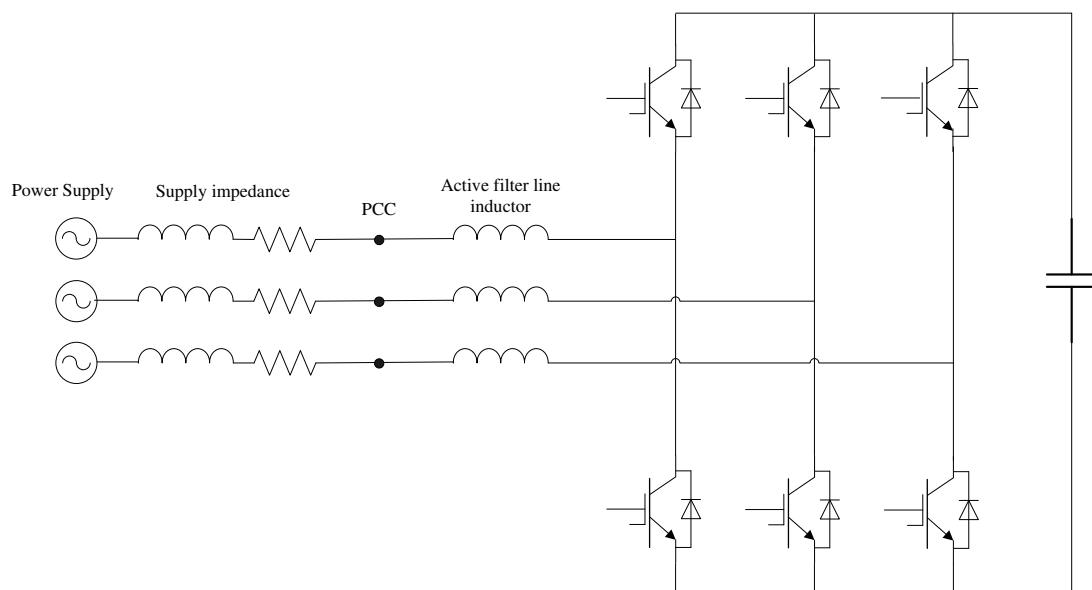 Power Supply
Supply impedance
PCC
Active filter line
inductor